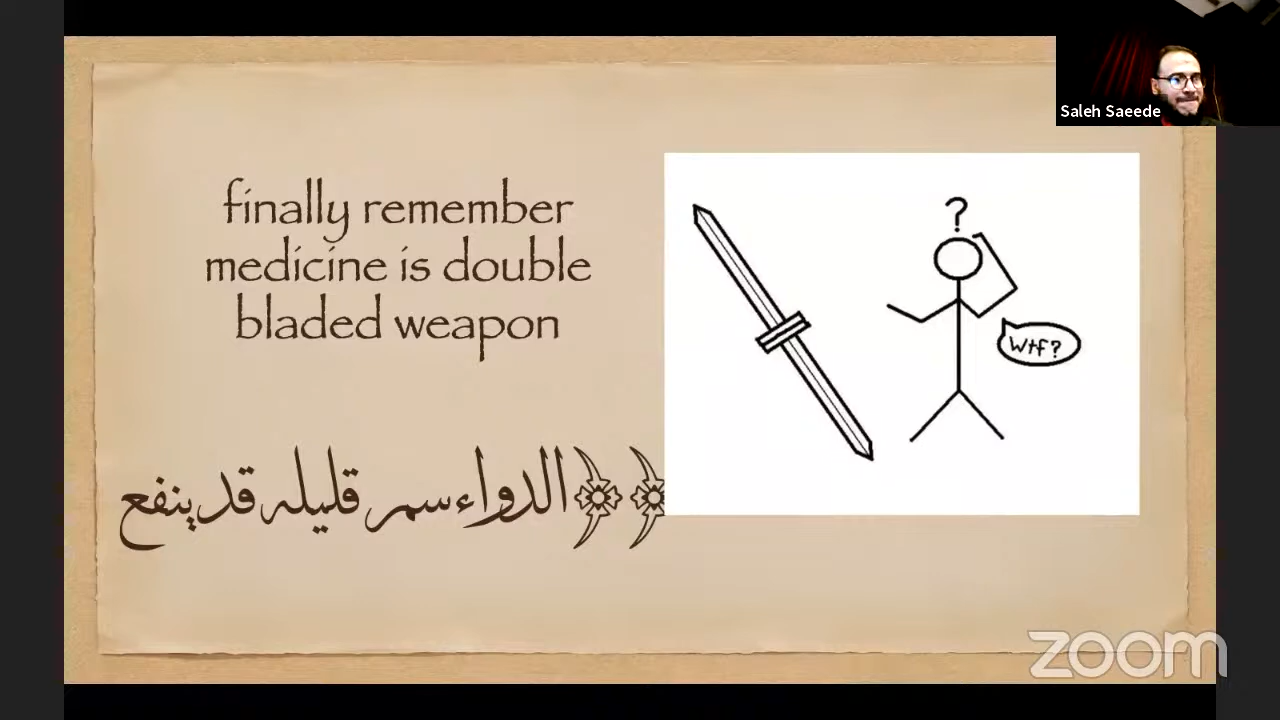 Saleh Saeede
finally remember
medicine is double
bladed weapon
?
Wtf?
الدواء سم قليله قد ينفع
zoom